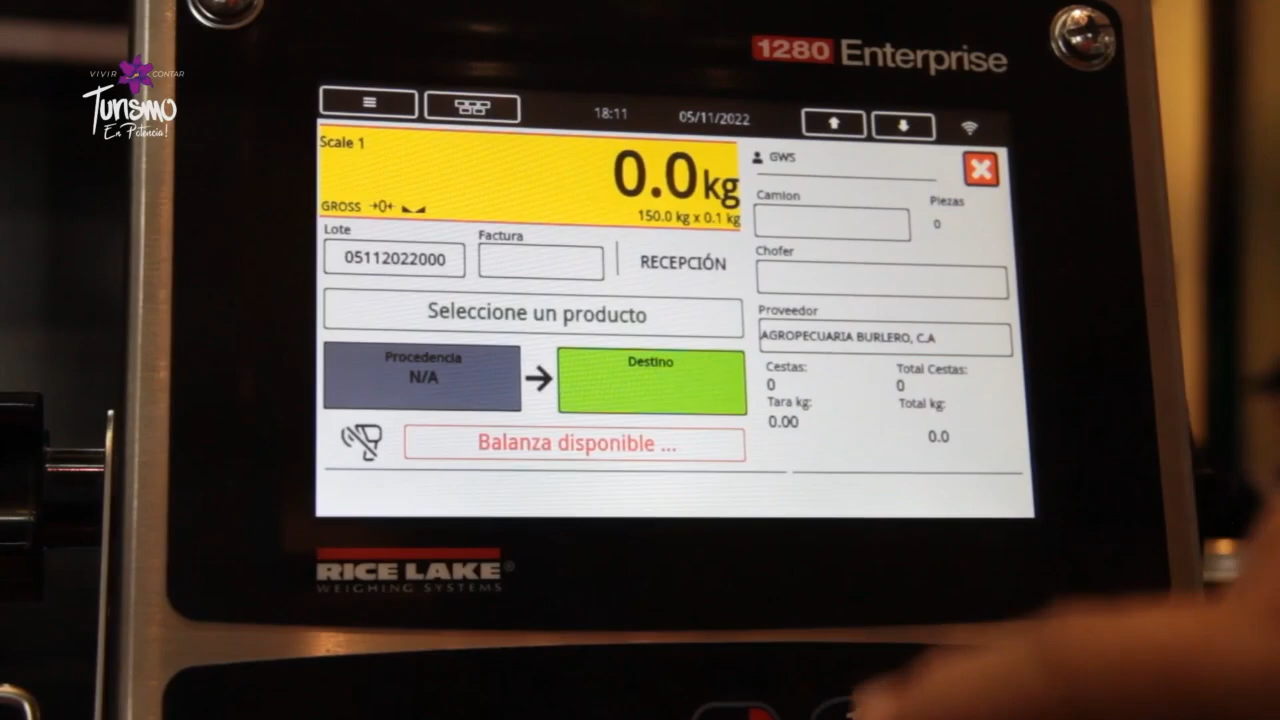 VIVIR CONTAR
Turismo
En Potencia!
1280 Enterprise
18:11 05/11/2022
Scale 1
0.0 kg
GROSS →0←
150.0 kg x 0.1 kg
Lote
05112022000
Factura
RECEPCIÓN
Seleccione un producto
Procedencia
N/A
Destino
Balanza disponible ...
GWS
Camion
Piezas
0
Chofer
Proveedor
AGROPECUARIA BURLERO, C.A
Cestas:
0
Total Cestas:
0
Tara kg:
0.00
Total kg:
0.0
RICE LAKE®
WEIGHING SYSTEMS